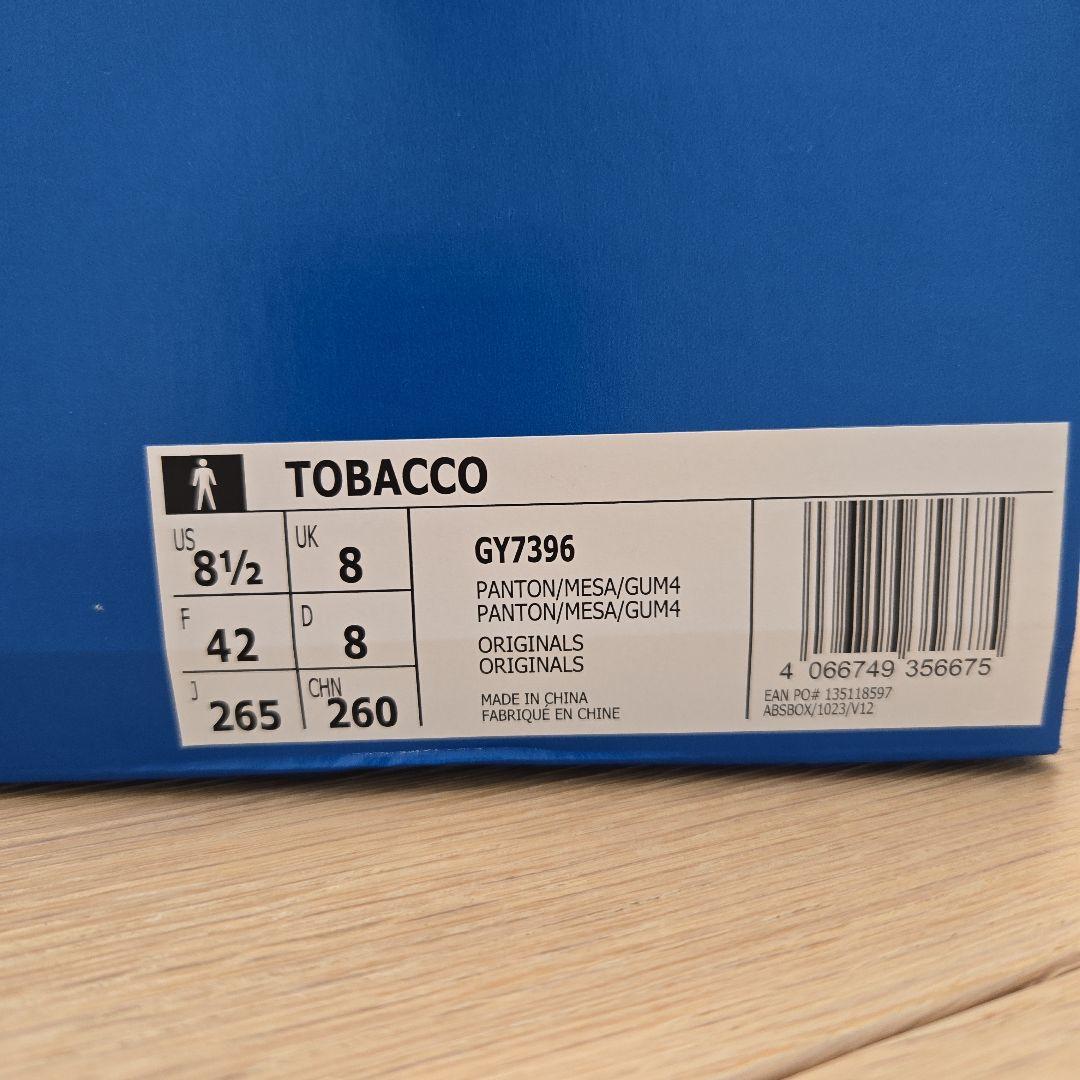 TOBACCO
US 8½
UK 8
F 42
D 8
J 265
CHN 260
GY7396
PANTON/MESA/GUM4
PANTON/MESA/GUM4
ORIGINALS
ORIGINALS
MADE IN CHINA
FABRIQUÉ EN CHINE
4 066749 356675
EAN PO# 135118597
ABSBOX/1023/V12